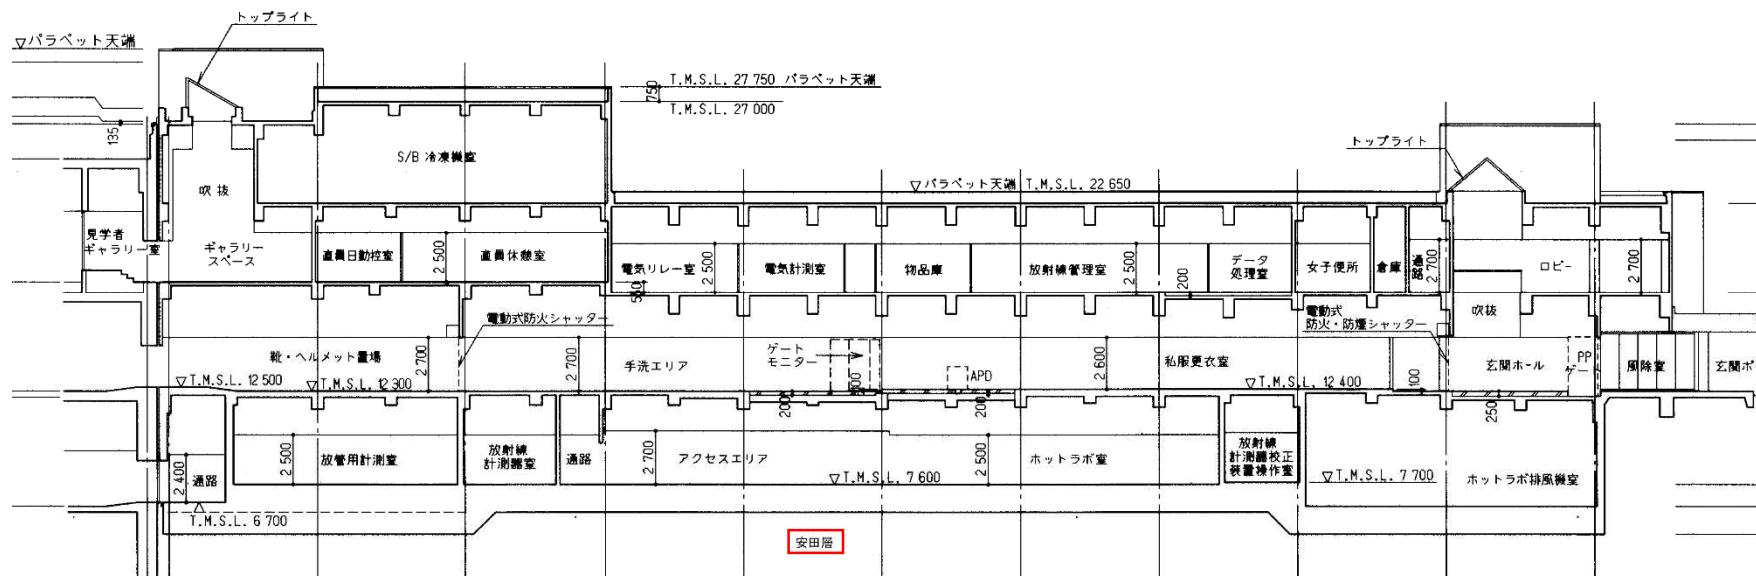 トップライト
▽パラペット天端
T.M.S.L. 27 750 パラペット天端
750
T.M.S.L. 27 000
135
S/B 冷凍機室
トップライト
吹抜
▽パラペット天端 T.M.S.L. 22 650
見学者
ギャラリー室
ギャラリー
スペース
直員日勤控室
2 500
直員休憩室
電気リレー室
2 500
550
電気計測室
物品庫
放射線管理室
2 500
200
データ
処理室
女子便所
倉庫
通路
2 700
ロビー
2 700
電動式防火シャッター
電動式
防火・防煙シャッター
吹抜
靴・ヘルメット置場
2 700
2 700
手洗エリア
ゲート
モニター
APD
2 600
私服更衣室
玄関ホール
PP
ゲー
風除室
玄関ポ
▽T.M.S.L. 12 500
▽T.M.S.L. 12 300
▽T.M.S.L. 12 400
100
200
200
250
通路
2 400
放管用計測室
2 500
放射線
計測器室
通路
2 700
アクセスエリア
2 500
ホットラボ室
放射線
計測器校正
装置操作室
▽T.M.S.L. 7 600
▽T.M.S.L. 7 700
ホットラボ排風機室
T.M.S.L. 6 700
安田層